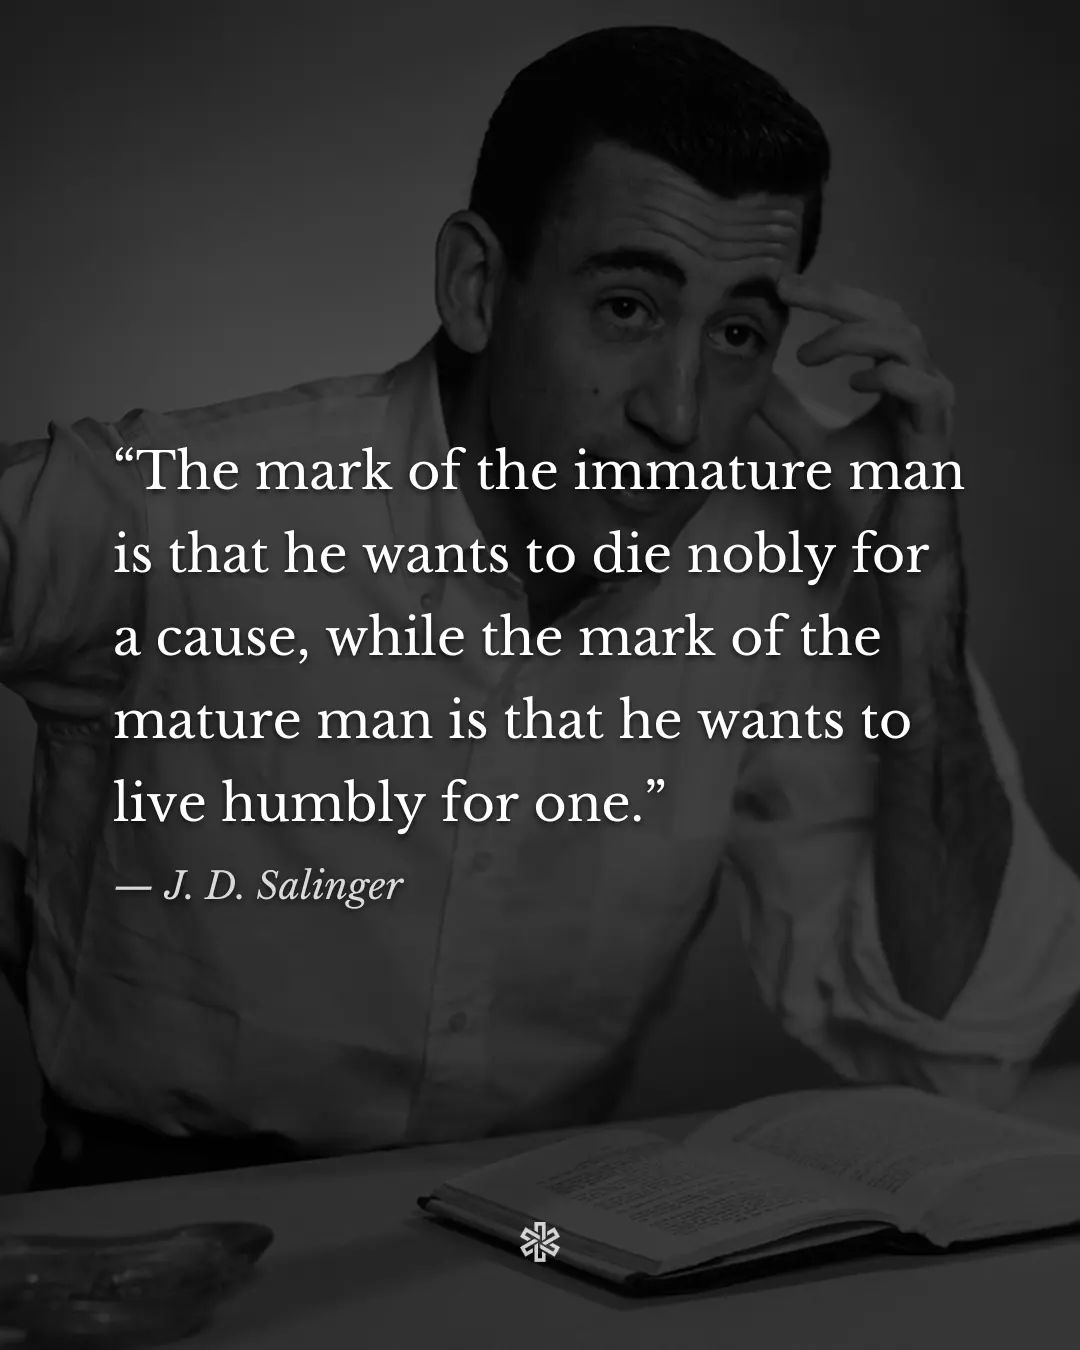 “The mark of the immature man
is that he wants to die nobly for
a cause, while the mark of the
mature man is that he wants to
live humbly for one.”
— J. D. Salinger